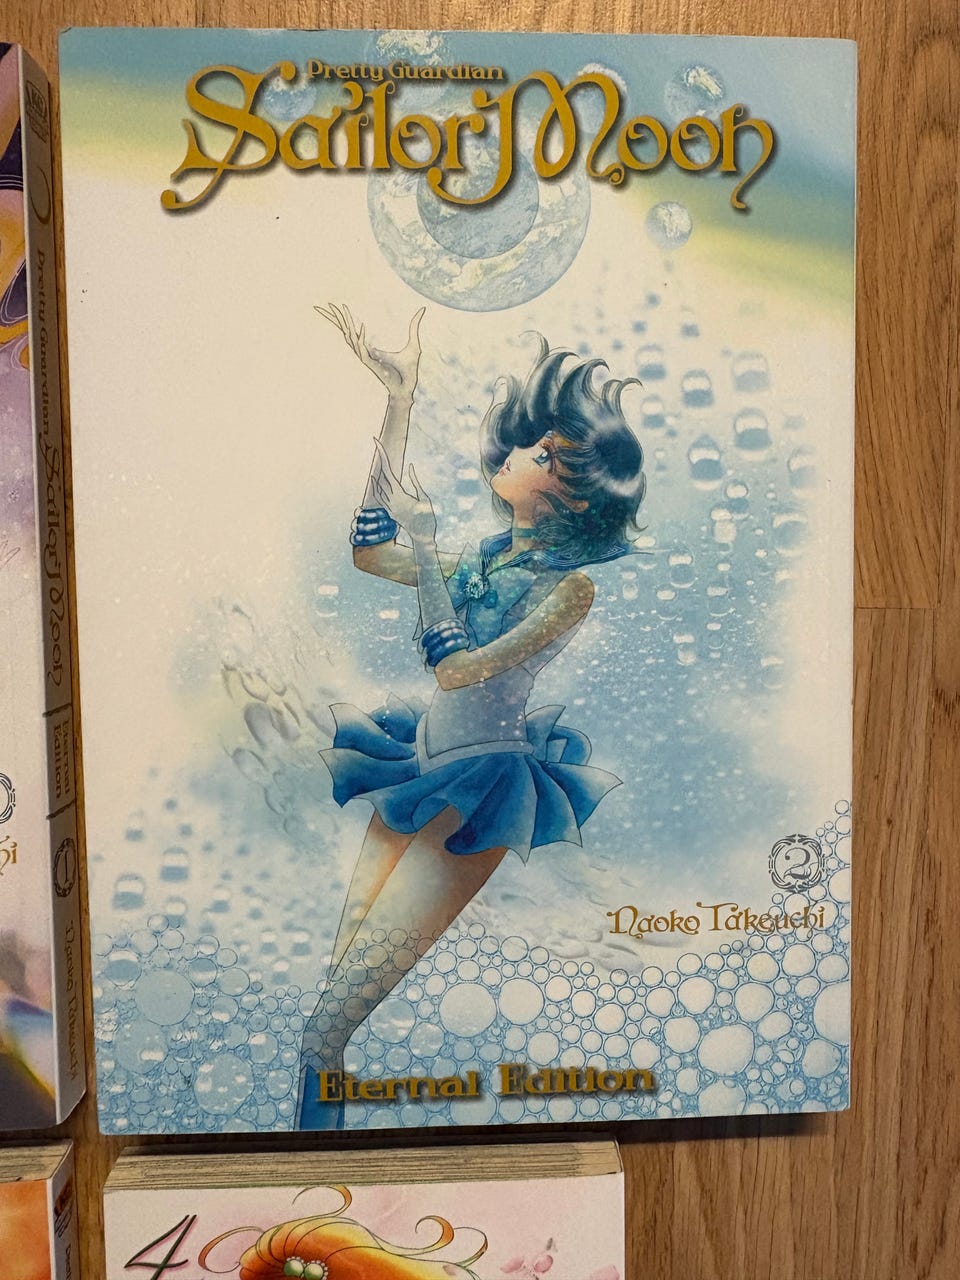 Pretty Guardian
Sailor Moon
2
Naoko Takeuchi
Eternal Edition
Pretty Guardian Sailor Moon
Eternal
Edition
1
Naoko Takeuchi
hi
4